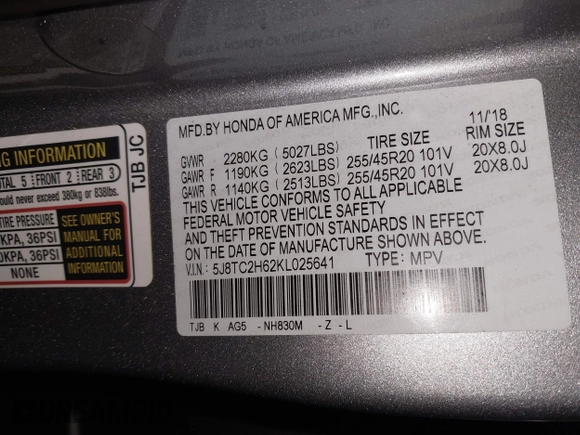 MFD.BY HONDA OF AMERICA MFG.,INC. 11/18
GVWR 2280KG (5027LBS) TIRE SIZE RIM SIZE
GAWR F 1190KG (2623LBS) 255/45R20 101V 20X8.0J
GAWR R 1140KG (2513LBS) 255/45R20 101V 20X8.0J
THIS VEHICLE CONFORMS TO ALL APPLICABLE
FEDERAL MOTOR VEHICLE SAFETY
AND THEFT PREVENTION STANDARDS IN EFFECT
ON THE DATE OF MANUFACTURE SHOWN ABOVE.
V.I.N.: 5J8TC2H62KL025641 TYPE: MPV
TJB K AG5 -NH830M -Z -L
NG INFORMATION
TAL 5 FRONT 2 REAR 3
ould never exceed 380kg or 838lbs.
TIRE PRESSURE
KPA, 36PSI
0KPA, 36PSI
NONE
SEE OWNER'S
MANUAL FOR
ADDITIONAL
INFORMATION
TJB JC